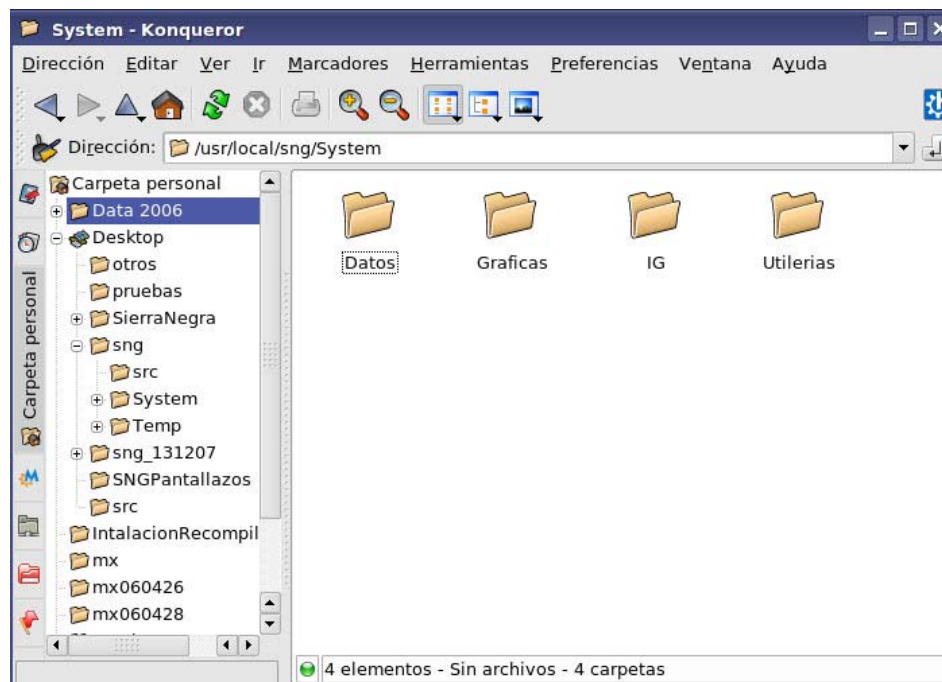 System - Konqueror
Dirección Editar Ver Ir Marcadores Herramientas Preferencias Ventana Ayuda
Dirección: /usr/local/sng/System
Carpeta personal
Carpeta personal
Data 2006
Desktop
otros
pruebas
SierraNegra
sng
src
System
Temp
sng_131207
SNGPantallazos
src
IntalacionRecompil
mx
mx060426
mx060428
Datos Graficas IG Utilerias
4 elementos - Sin archivos - 4 carpetas